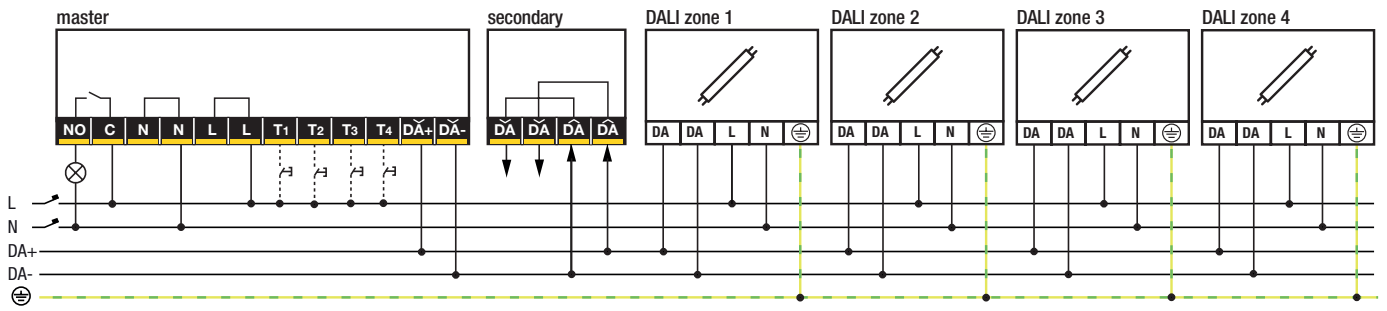 master secondary DALI zone 1 DALI zone 2 DALI zone 3 DALI zone 4
NO C N N L L T1 T2 T3 T4 DA+ DA- DA DA DA DA DA DA L N DA DA L N DA DA L N DA DA L N
L
N
DA+
DA-